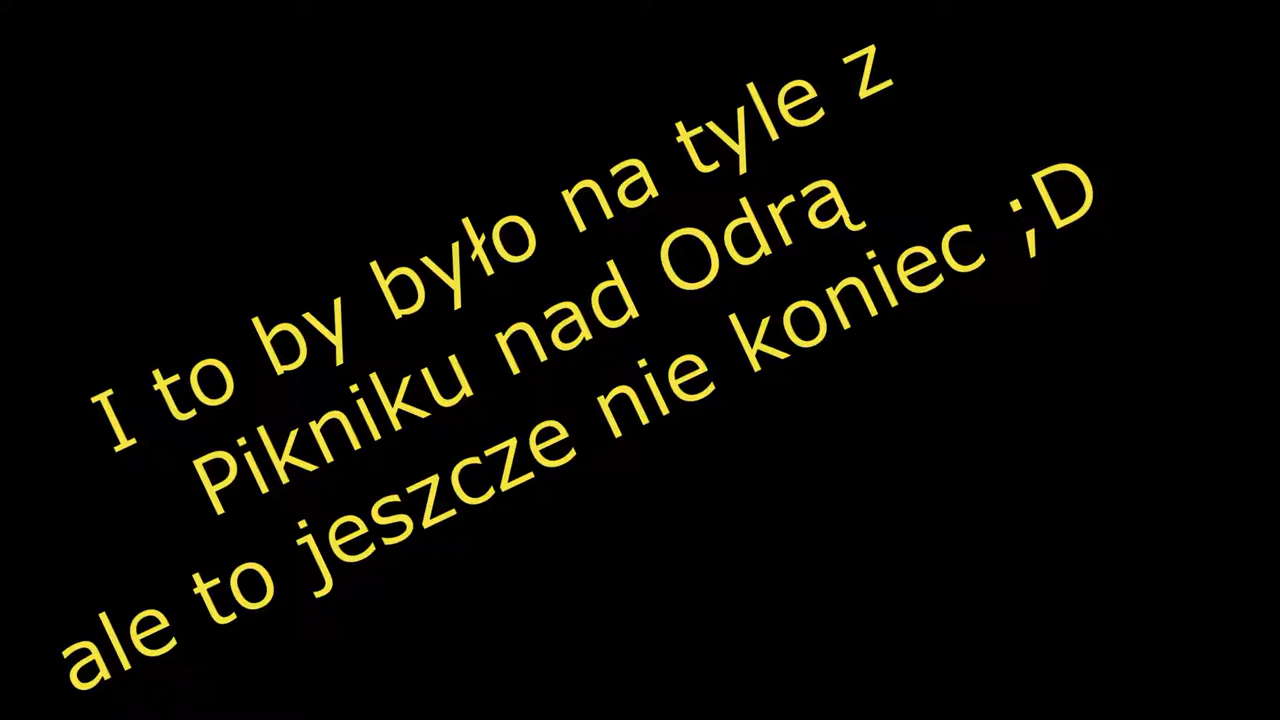 I to by było na tyle z
Pikniku nad Odrą
ale to jeszcze nie koniec ;D